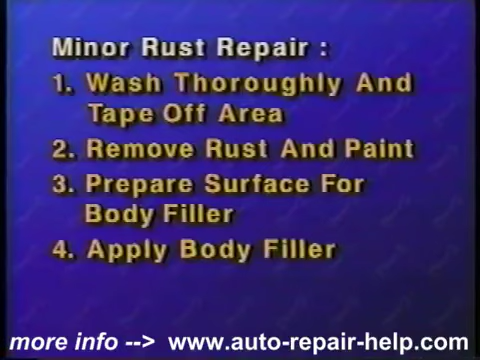 Minor Rust Repair :
1. Wash Thoroughly And
Tape Off Area
2. Remove Rust And Paint
3. Prepare Surface For
Body Filler
4. Apply Body Filler
more info --> www.auto-repair-help.com